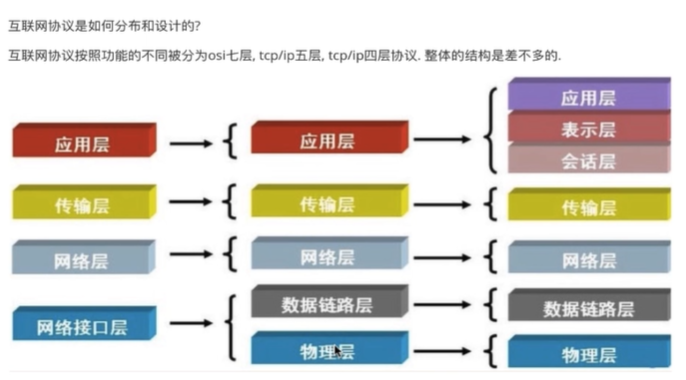 互联网协议是如何分布和设计的?
互联网协议按照功能的不同被分为osi七层, tcp/ip五层, tcp/ip四层协议. 整体的结构是差不多的.
应用层
应用层
应用层
表示层
会话层
传输层
传输层
传输层
网络层
网络层
网络层
网络接口层
数据链路层
数据链路层
物理层
物理层